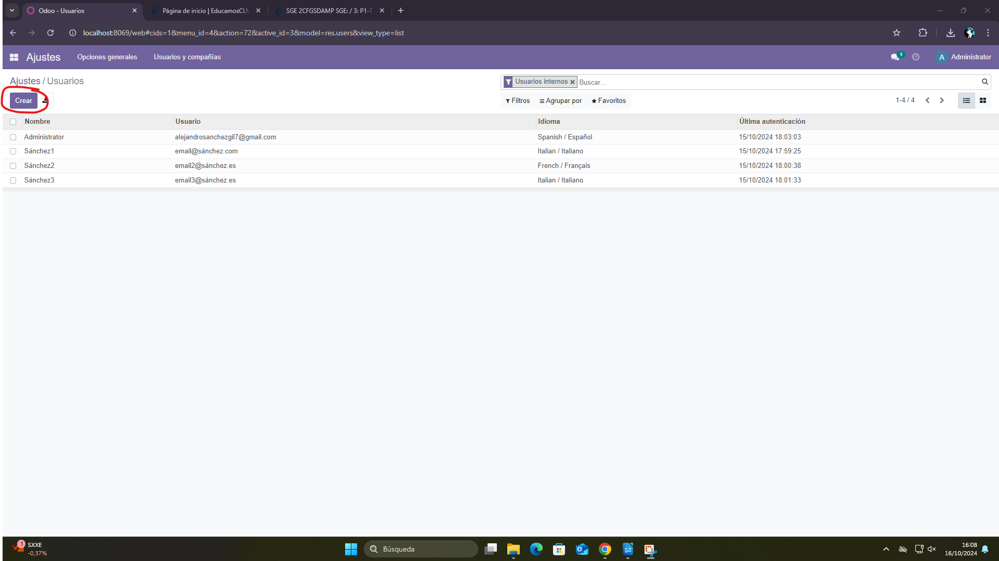 Odoo - Usuarios
Página de inicio | EducamosCLM
SGE 2CFGSDAMP SGE: / 3: P1-T
localhost:8069/web#cids=1&menu_id=4&action=72&active_id=3&model=res.users&view_type=list
Ajustes Opciones generales Usuarios y compañías 1 A Administrator
Ajustes / Usuarios
Usuarios internos Buscar...
Crear
Filtros Agrupar por Favoritos 1-4 / 4
Nombre Usuario Idioma Última autenticación
Administrator alejandrosanchezgil7@gmail.com Spanish / Español 15/10/2024 18:03:03
Sánchez1 email@sánchez.com Italian / Italiano 15/10/2024 17:59:25
Sánchez2 email2@sánchez.es French / Français 15/10/2024 18:00:38
Sánchez3 email3@sánchez.es Italian / Italiano 15/10/2024 18:01:33
1 SXXE
-0,37%
Búsqueda
16:08
16/10/2024